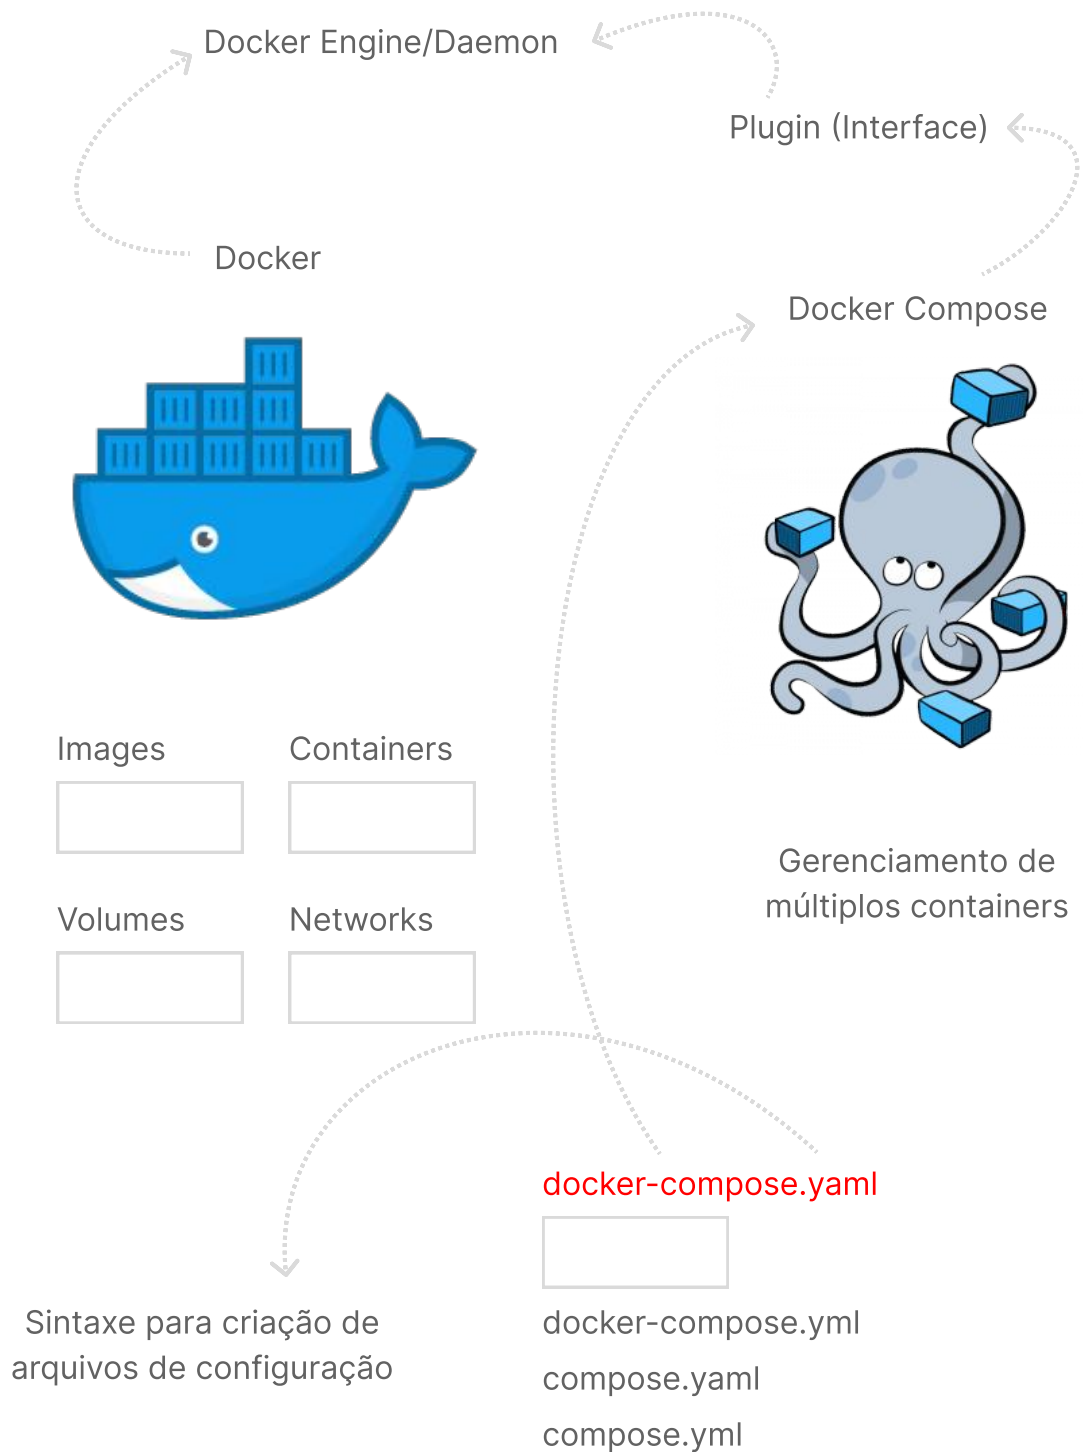 Docker Engine/Daemon
Plugin (Interface)
Docker
Docker Compose
Images
Containers
Volumes
Networks
Gerenciamento de
múltiplos containers
docker-compose.yaml
Sintaxe para criação de
arquivos de configuração
docker-compose.yml
compose.yaml
compose.yml